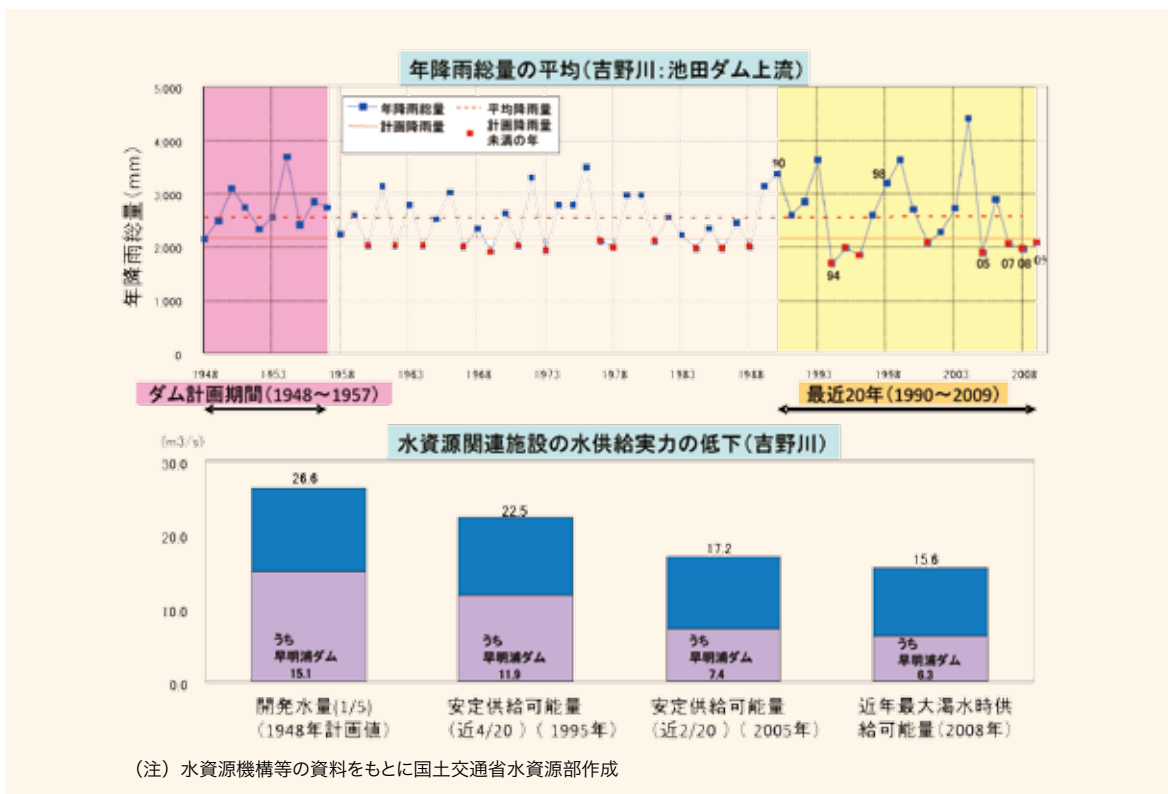 年降雨総量の平均(吉野川:池田ダム上流)
年降雨総量(mm)
5,000
4,000
3,000
2,000
1,000
0
年降雨総量
平均降雨量
計画降雨量
計画降雨量
未満の年
90
94
98
05
07
08
1948
1953
1958
1963
1968
1973
1978
1983
1988
1993
1998
2003
2008
ダム計画期間(1948〜1957)
最近20年(1990〜2009)
水資源関連施設の水供給実力の低下(吉野川)
(m3/s)
30.0
20.0
10.0
0.0
26.6
うち
早明浦ダム
15.1
22.5
うち
早明浦ダム
11.9
17.2
うち
早明浦ダム
7.4
15.6
うち
早明浦ダム
6.3
開発水量(1/5)
(1948年計画値)
安定供給可能量
(近4/20)(1995年)
安定供給可能量
(近2/20)(2005年)
近年最大渇水時供
給可能量(2008年)
(注)水資源機構等の資料をもとに国土交通省水資源部作成